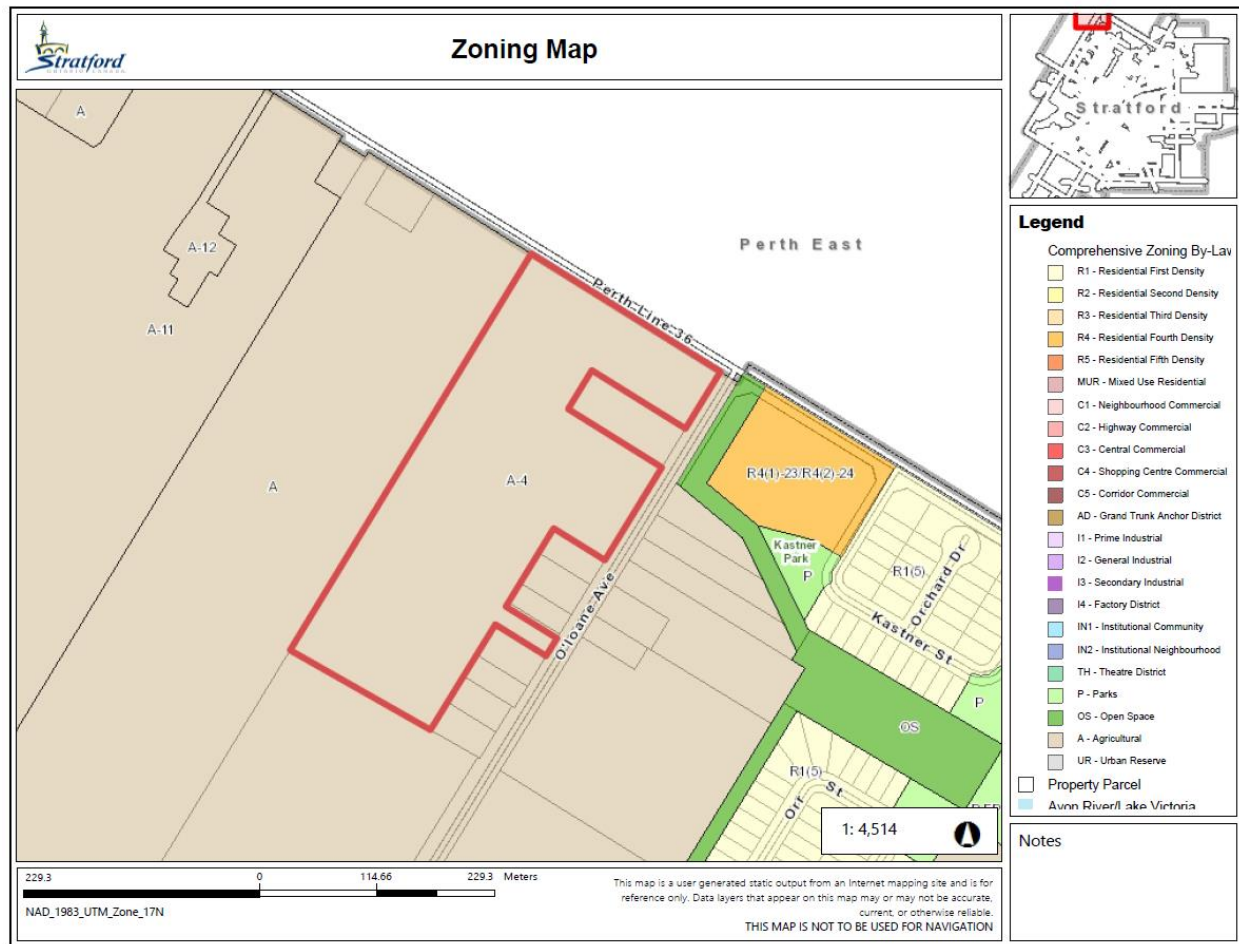 Stratford
ONTARIO CANADA
Zoning Map
Stratford
A
A-12
A-11
Perth East
Perth Line 36
A
A-4
R4(1)-23/R4(2)-24
Kastner
Park
P
R1(5)
Orchard Dr
Kastner St
O'loane Ave
P
OS
R1(5)
Orr St
1: 4,514
Legend
Comprehensive Zoning By-Law
R1 - Residential First Density
R2 - Residential Second Density
R3 - Residential Third Density
R4 - Residential Fourth Density
R5 - Residential Fifth Density
MUR - Mixed Use Residential
C1 - Neighbourhood Commercial
C2 - Highway Commercial
C3 - Central Commercial
C4 - Shopping Centre Commercial
C5 - Corridor Commercial
AD - Grand Trunk Anchor District
I1 - Prime Industrial
I2 - General Industrial
I3 - Secondary Industrial
I4 - Factory District
IN1 - Institutional Community
IN2 - Institutional Neighbourhood
TH - Theatre District
P - Parks
OS - Open Space
A - Agricultural
UR - Urban Reserve
Property Parcel
Avon River/Lake Victoria
Notes
229.3 0 114.66 229.3 Meters
NAD_1983_UTM_Zone_17N
This map is a user generated static output from an Internet mapping site and is for
reference only. Data layers that appear on this map may or may not be accurate,
current, or otherwise reliable.
THIS MAP IS NOT TO BE USED FOR NAVIGATION